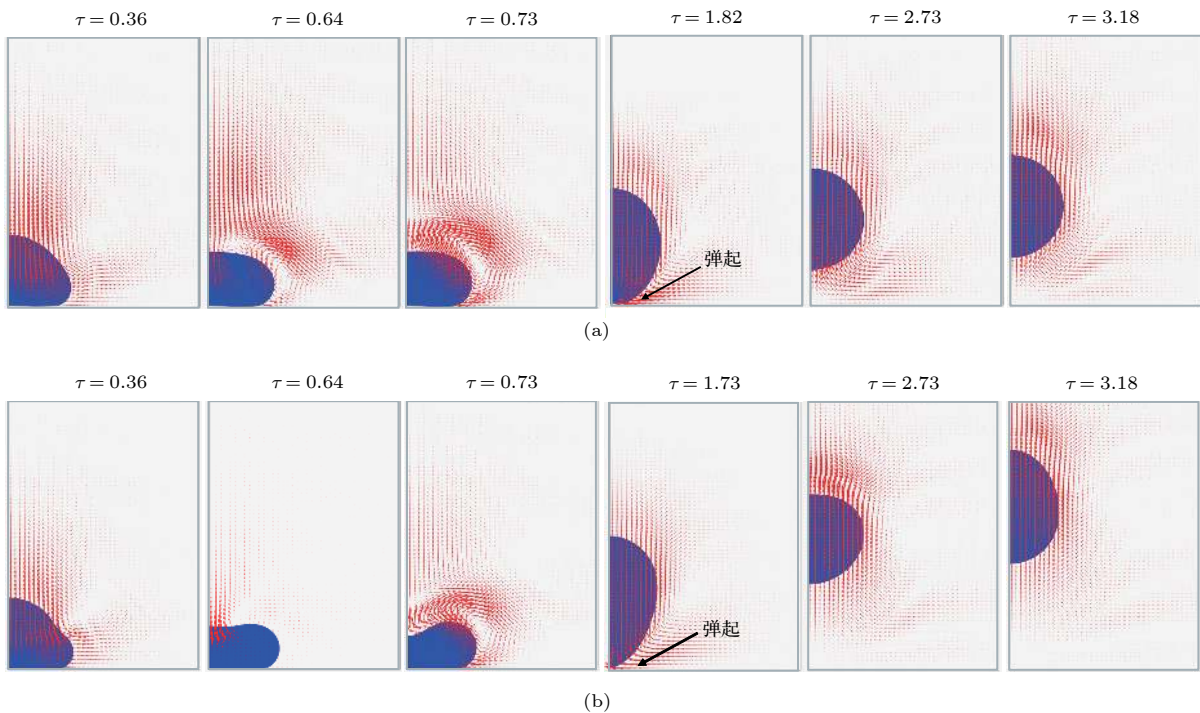 τ = 0.36 τ = 0.64 τ = 0.73 τ = 1.82 τ = 2.73 τ = 3.18
弹起
(a)
τ = 0.36 τ = 0.64 τ = 0.73 τ = 1.73 τ = 2.73 τ = 3.18
弹起
(b)